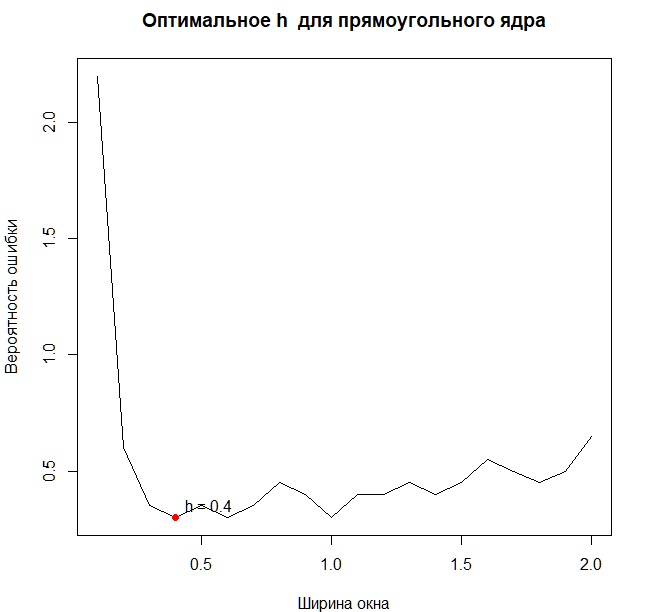 Оптимальное h  для прямоугольного ядра
Вероятность ошибки
2.0
1.5
1.0
0.5
h = 0.4
0.5
1.0
1.5
2.0
Ширина окна